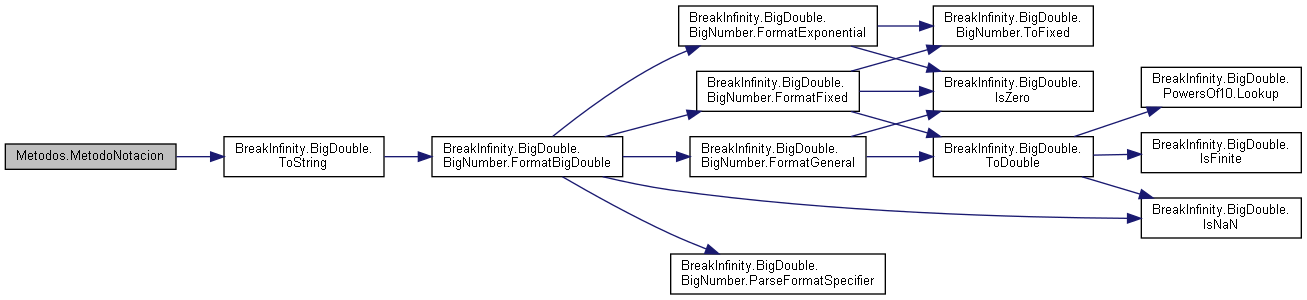 Metodos.MetodoNotacion
BreakInfinity.BigDouble.
ToString
BreakInfinity.BigDouble.
BigNumber.FormatBigDouble
BreakInfinity.BigDouble.
BigNumber.FormatExponential
BreakInfinity.BigDouble.
BigNumber.FormatFixed
BreakInfinity.BigDouble.
BigNumber.FormatGeneral
BreakInfinity.BigDouble.
BigNumber.ParseFormatSpecifier
BreakInfinity.BigDouble.
BigNumber.ToFixed
BreakInfinity.BigDouble.
IsZero
BreakInfinity.BigDouble.
ToDouble
BreakInfinity.BigDouble.
PowersOf10.Lookup
BreakInfinity.BigDouble.
IsFinite
BreakInfinity.BigDouble.
IsNaN